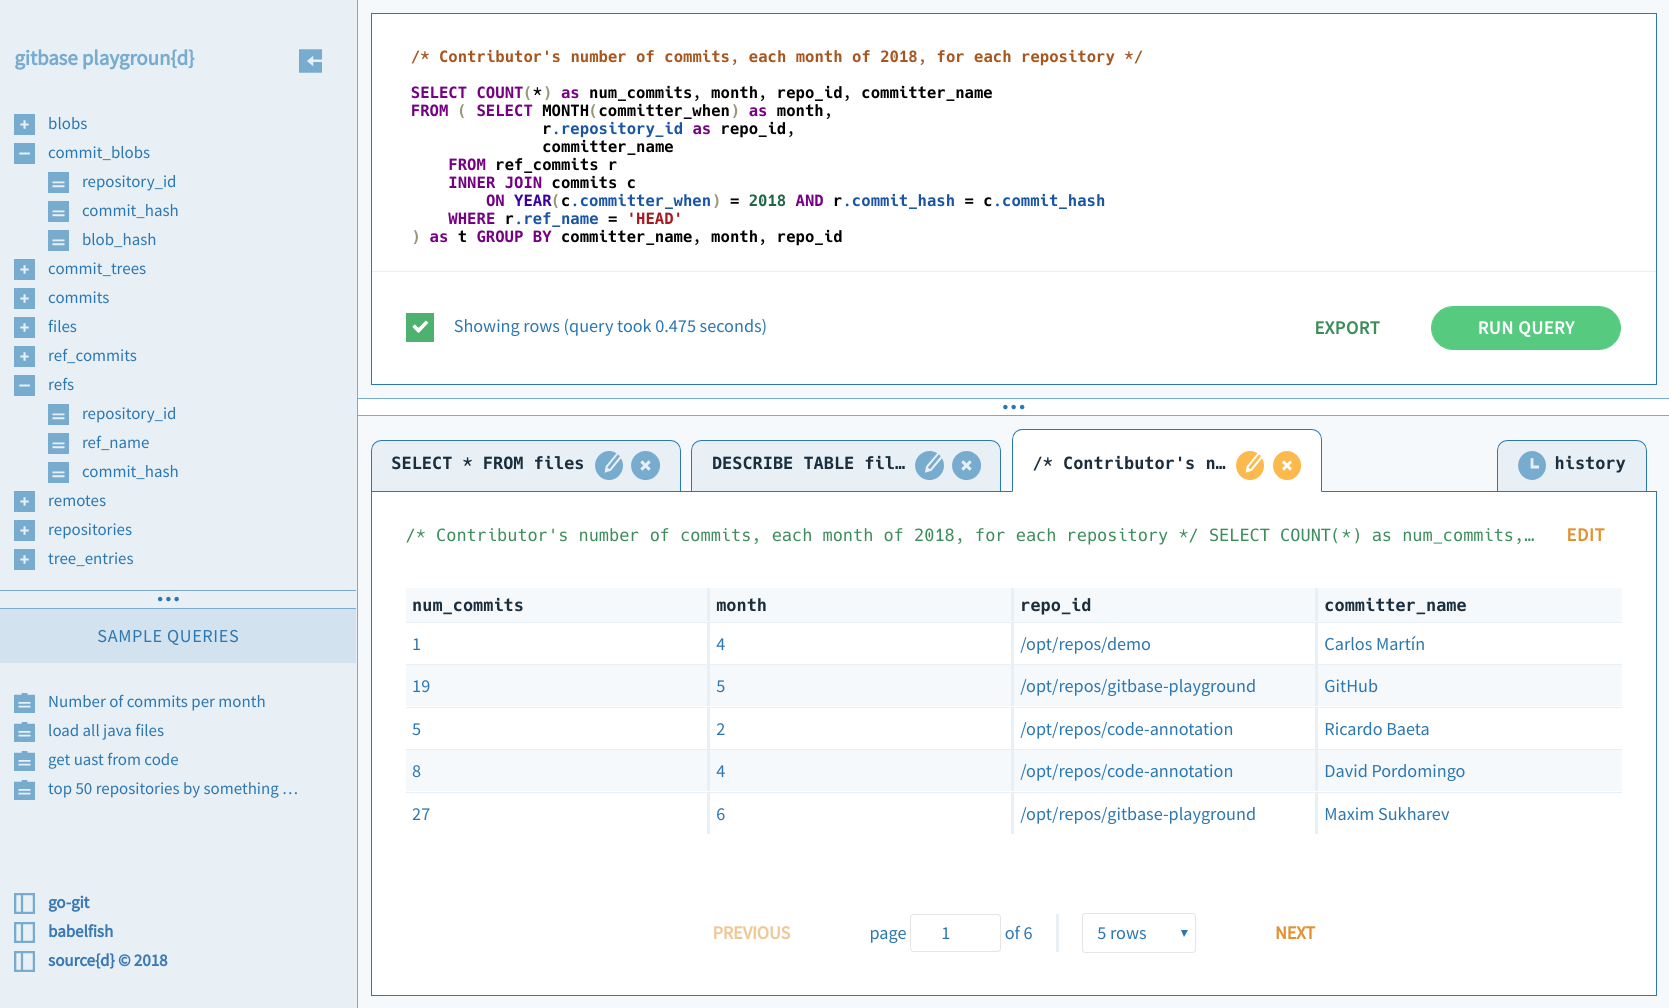 gitbase playgroun{d}
blobs
commit_blobs
repository_id
commit_hash
blob_hash
commit_trees
commits
files
ref_commits
refs
repository_id
ref_name
commit_hash
remotes
repositories
tree_entries
SAMPLE QUERIES
Number of commits per month
load all java files
get uast from code
top 50 repositories by something …
go-git
babelfish
source{d} © 2018
/* Contributor's number of commits, each month of 2018, for each repository */
SELECT COUNT(*) as num_commits, month, repo_id, committer_name
FROM ( SELECT MONTH(committer_when) as month,
r.repository_id as repo_id,
committer_name
FROM ref_commits r
INNER JOIN commits c
ON YEAR(c.committer_when) = 2018 AND r.commit_hash = c.commit_hash
WHERE r.ref_name = 'HEAD'
) as t GROUP BY committer_name, month, repo_id
Showing rows (query took 0.475 seconds)
EXPORT
RUN QUERY
SELECT * FROM files
DESCRIBE TABLE fil…
/* Contributor's n…
history
/* Contributor's number of commits, each month of 2018, for each repository */ SELECT COUNT(*) as num_commits,…
EDIT
num_commits month repo_id committer_name
1 4 /opt/repos/demo Carlos Martín
19 5 /opt/repos/gitbase-playground GitHub
5 2 /opt/repos/code-annotation Ricardo Baeta
8 4 /opt/repos/code-annotation David Pordomingo
27 6 /opt/repos/gitbase-playground Maxim Sukharev
PREVIOUS page 1 of 6 5 rows NEXT